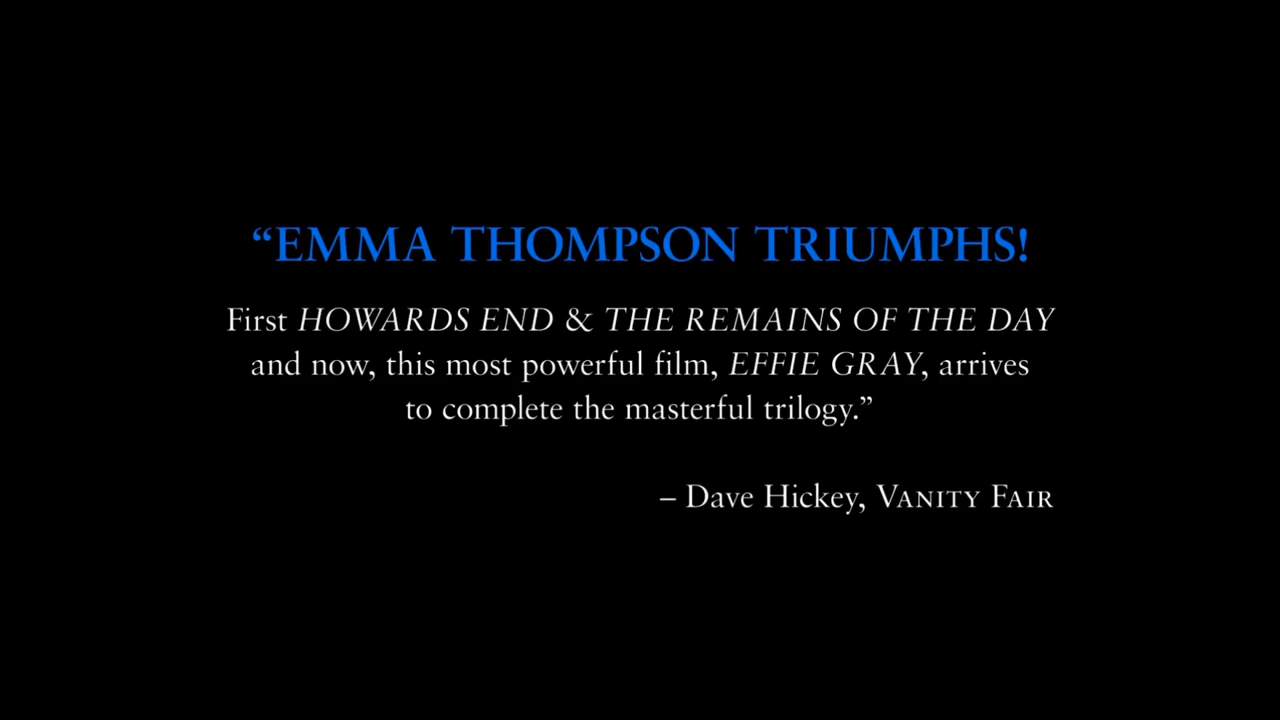 “EMMA THOMPSON TRIUMPHS!
First HOWARDS END & THE REMAINS OF THE DAY
and now, this most powerful film, EFFIE GRAY, arrives
to complete the masterful trilogy.”
– Dave Hickey, VANITY FAIR